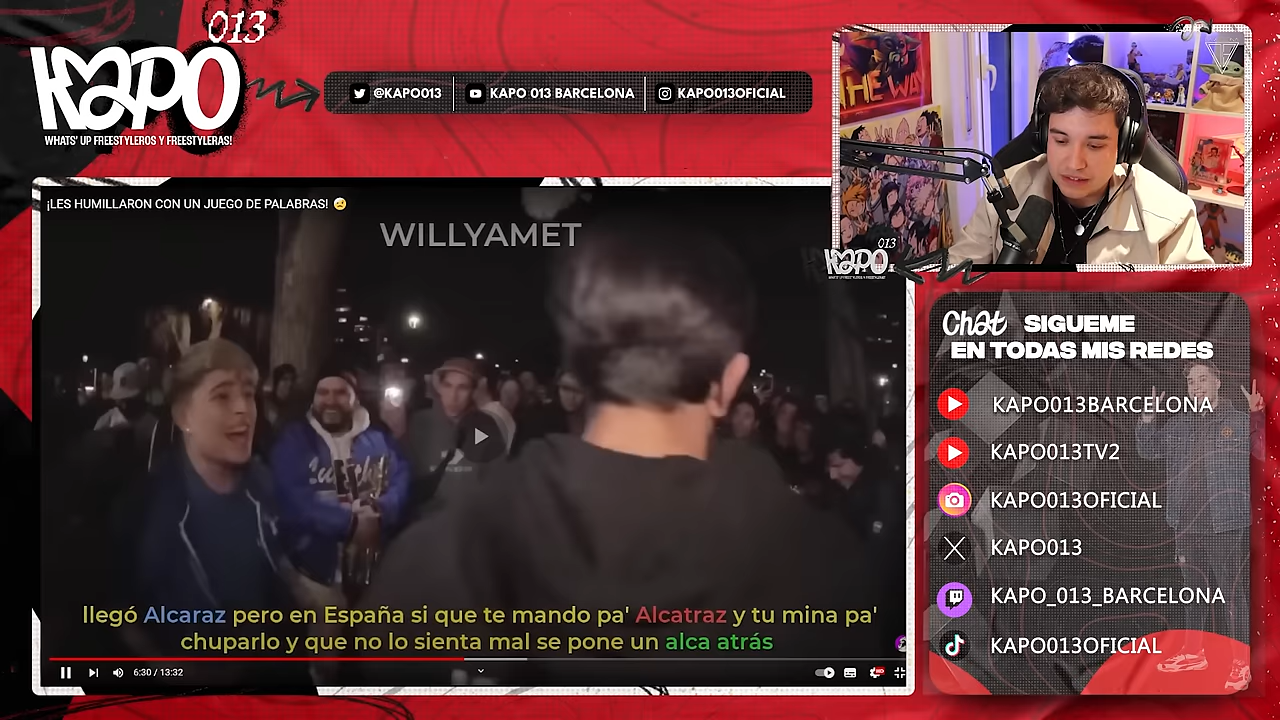 013
KAPO
WHATS' UP FREESTYLEROS Y FREESTYLERAS!
@KAPO013
KAPO 013 BARCELONA
KAPO013OFICIAL
THE WAY
¡LES HUMILLARON CON UN JUEGO DE PALABRAS!
WILLYAMET
013
KAPO
llegó Alcaraz pero en España si que te mando pa' Alcatraz y tu mina pa'
chuparlo y que no lo sienta mal se pone un alca atrás
6:30 / 13:32
Chat SIGUEME
EN TODAS MIS REDES
KAPO013BARCELONA
KAPO013TV2
KAPO013OFICIAL
KAPO013
KAPO_013_BARCELONA
KAPO013OFICIAL